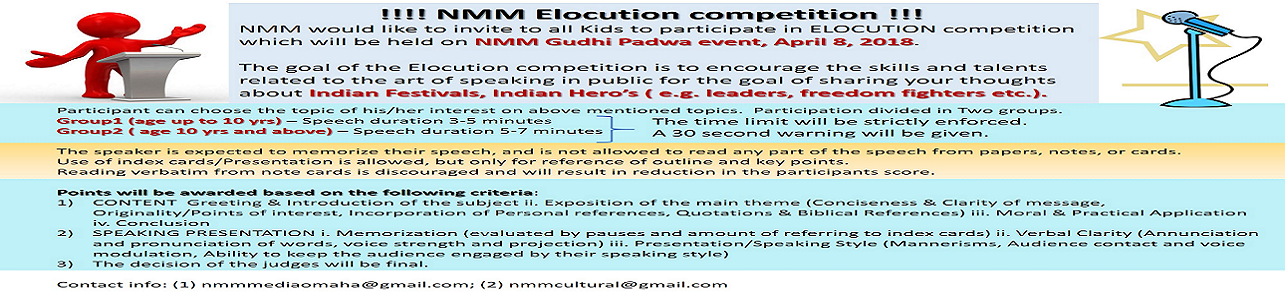 !!!! NMM Elocution competition !!!
NMM would like to invite to all Kids to participate in ELOCUTION competition
which will be held on NMM Gudhi Padwa event, April 8, 2018.
The goal of the Elocution competition is to encourage the skills and talents
related to the art of speaking in public for the goal of sharing your thoughts
about Indian Festivals, Indian Hero's ( e.g. leaders, freedom fighters etc.).
Participant can choose the topic of his/her interest on above mentioned topics. Participation divided in Two groups.
Group1 (age up to 10 yrs) – Speech duration 3-5 minutes
Group2 ( age 10 yrs and above) – Speech duration 5-7 minutes
The time limit will be strictly enforced.
A 30 second warning will be given.
The speaker is expected to memorize their speech, and is not allowed to read any part of the speech from papers, notes, or cards.
Use of index cards/Presentation is allowed, but only for reference of outline and key points.
Reading verbatim from note cards is discouraged and will result in reduction in the participants score.
Points will be awarded based on the following criteria:
1) CONTENT Greeting & Introduction of the subject ii. Exposition of the main theme (Conciseness & Clarity of message,
Originality/Points of interest, Incorporation of Personal references, Quotations & Biblical References) iii. Moral & Practical Application
iv. Conclusion
2) SPEAKING PRESENTATION i. Memorization (evaluated by pauses and amount of referring to index cards) ii. Verbal Clarity (Annunciation
and pronunciation of words, voice strength and projection) iii. Presentation/Speaking Style (Mannerisms, Audience contact and voice
modulation, Ability to keep the audience engaged by their speaking style)
3) The decision of the judges will be final.
Contact info: (1) nmmmediaomaha@gmail.com; (2) nmmcultural@gmail.com